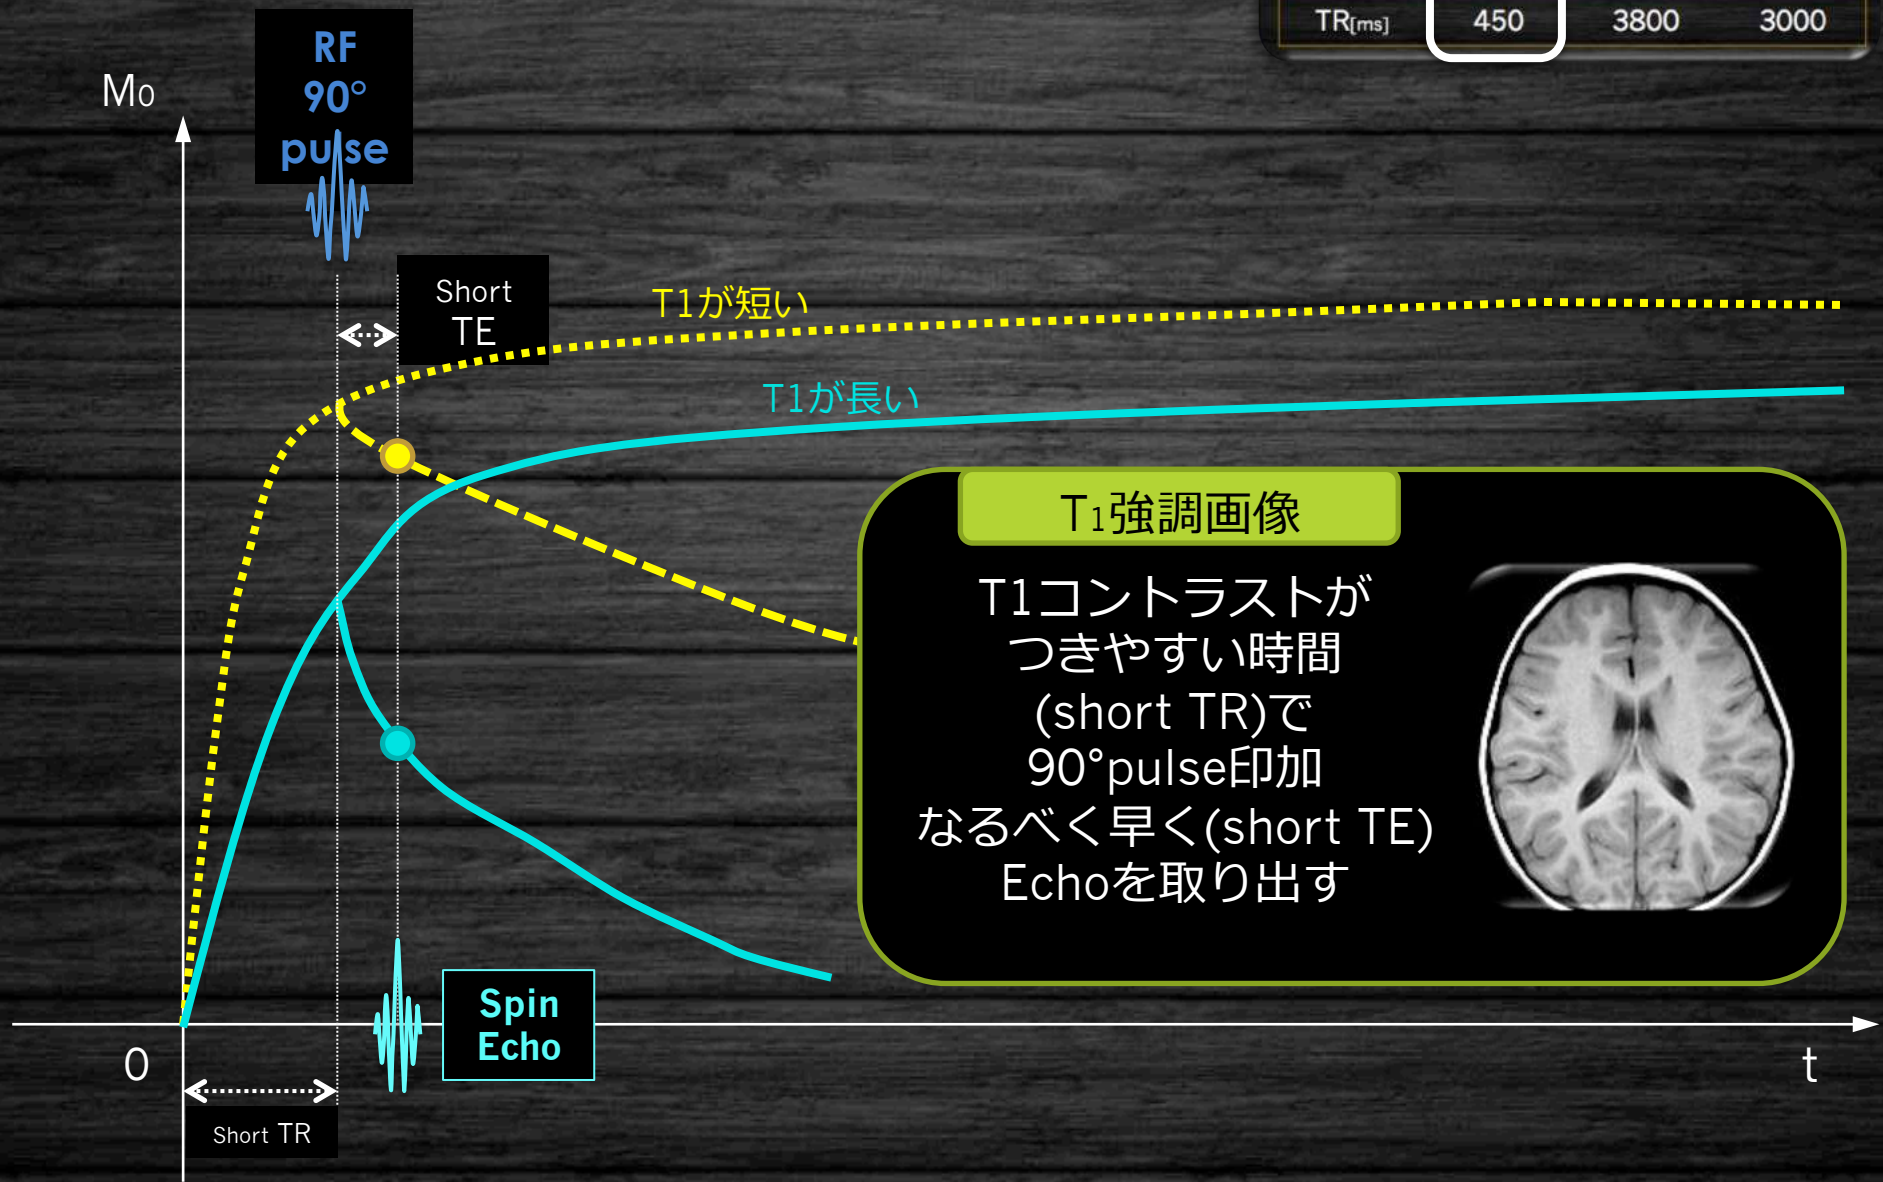 TR[ms] 450 3800 3000
RF
90°
pulse
M0
Short
TE
T1が短い
T1が長い
T1強調画像
T1コントラストが
つきやすい時間
(short TR)で
90°pulse印加
なるべく早く(short TE)
Echoを取り出す
Spin
Echo
0
t
Short TR